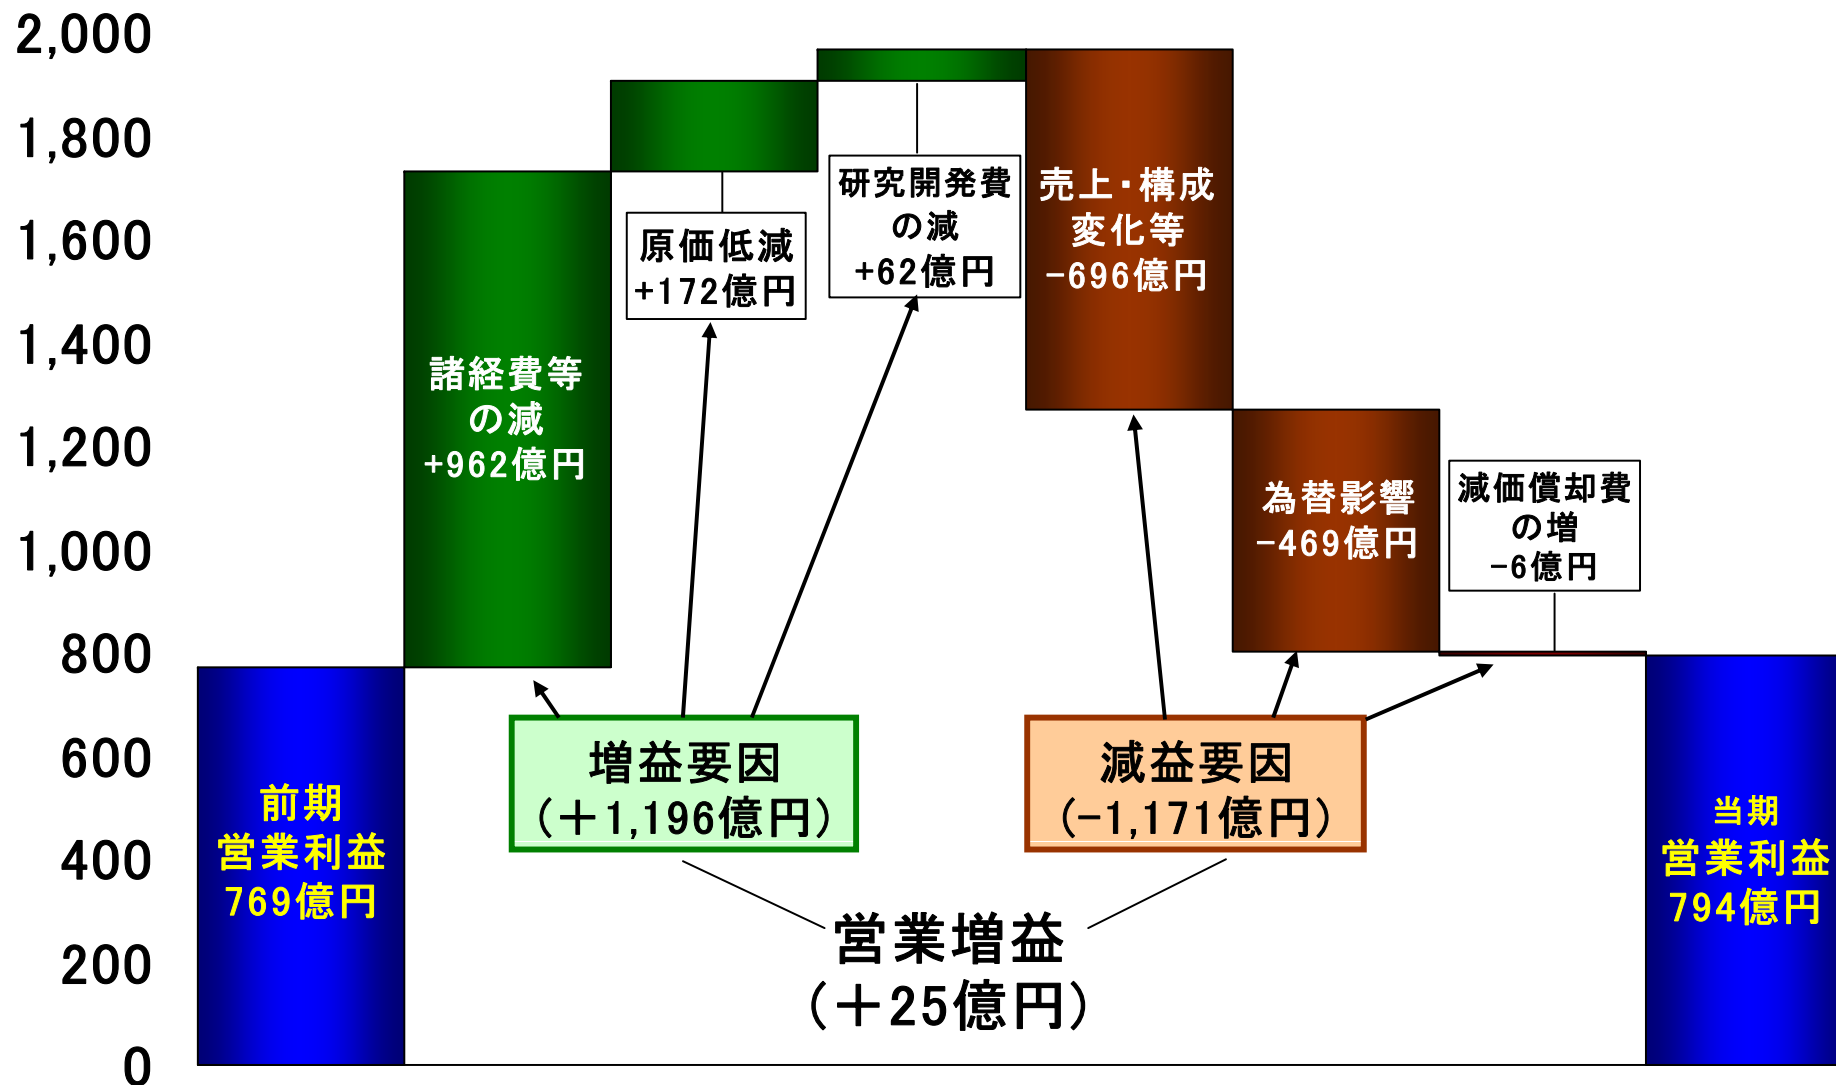 2,000
1,800
1,600
1,400
1,200
1,000
800
600
400
200
0
前期
営業利益
769億円
諸経費等
の減
+962億円
原価低減
+172億円
研究開発費
の減
+62億円
売上・構成
変化等
-696億円
為替影響
-469億円
減価償却費
の増
-6億円
増益要因
(+1,196億円)
減益要因
(-1,171億円)
営業増益
(+25億円)
当期
営業利益
794億円